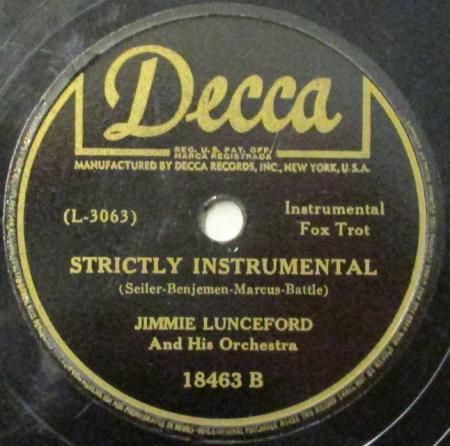 Decca
REG. U.S. PAT. OFF.
MARCA REGISTRADA
MANUFACTURED BY DECCA RECORDS, INC., NEW YORK, U.S.A.
(L-3063)
Instrumental
Fox Trot
STRICTLY INSTRUMENTAL
(Seiler-Benjemen-Marcus-Battle)
JIMMIE LUNCEFORD
And His Orchestra
18463 B